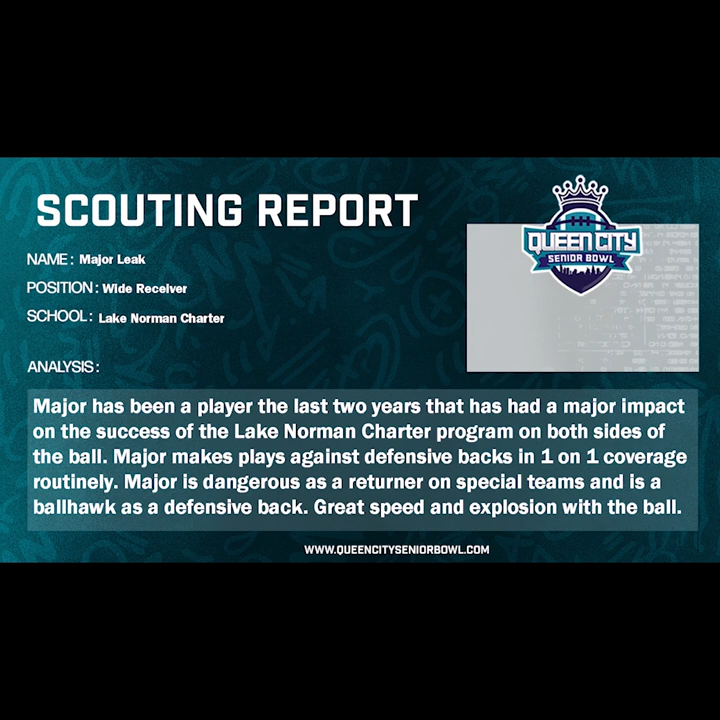 SCOUTING REPORT
QUEEN CITY
SENIOR BOWL
NAME: Major Leak
POSITION: Wide Receiver
SCHOOL: Lake Norman Charter
ANALYSIS:
Major has been a player the last two years that has had a major impact
on the success of the Lake Norman Charter program on both sides of
the ball. Major makes plays against defensive backs in 1 on 1 coverage
routinely. Major is dangerous as a returner on special teams and is a
ballhawk as a defensive back. Great speed and explosion with the ball.
WWW.QUEENCITYSENIORBOWL.COM